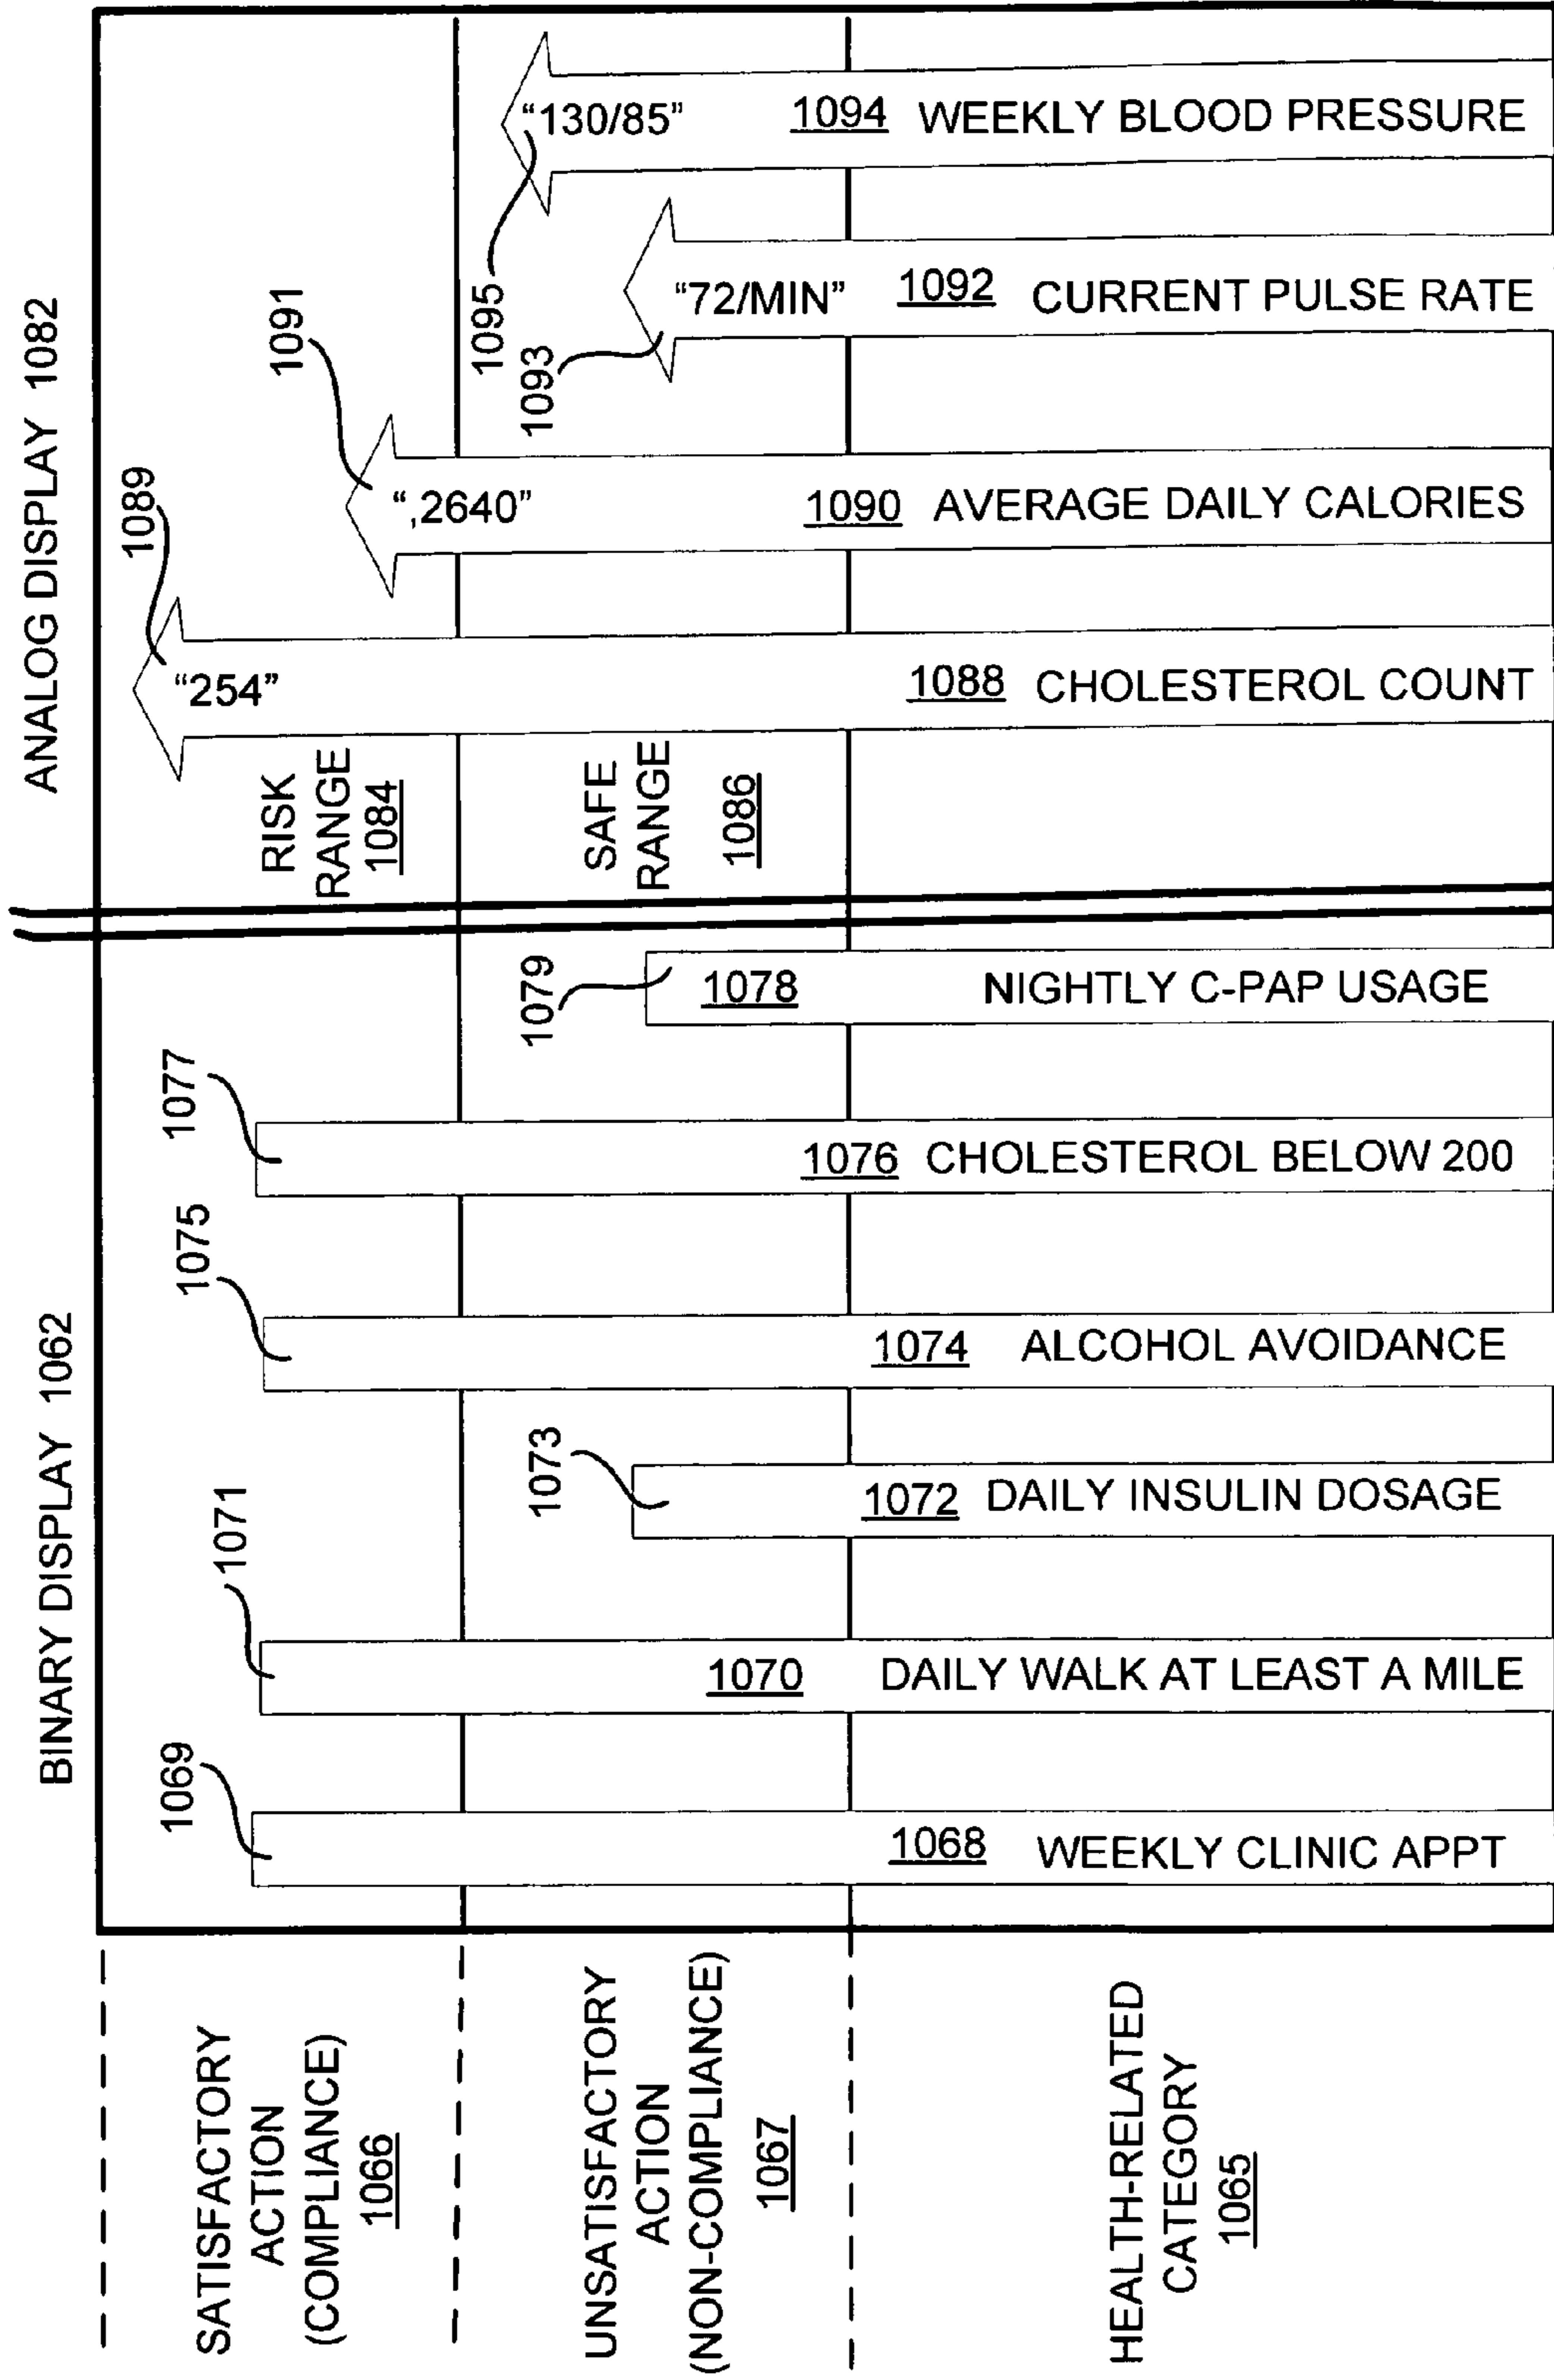 BINARY DISPLAY 1062
ANALOG DISPLAY 1082
SATISFACTORY
ACTION
(COMPLIANCE)
1066
UNSATISFACTORY
ACTION
(NON-COMPLIANCE)
1067
HEALTH-RELATED
CATEGORY
1065
1069
1068 WEEKLY CLINIC APPT
1071
1070 DAILY WALK AT LEAST A MILE
1073
1072 DAILY INSULIN DOSAGE
1075
1074 ALCOHOL AVOIDANCE
1077
1076 CHOLESTEROL BELOW 200
1079
1078 NIGHTLY C-PAP USAGE
RISK
RANGE
1084
SAFE
RANGE
1086
1089
"254"
1088 CHOLESTEROL COUNT
1091
",2640"
1090 AVERAGE DAILY CALORIES
1093
"72/MIN"
1092 CURRENT PULSE RATE
1095
"130/85"
1094 WEEKLY BLOOD PRESSURE